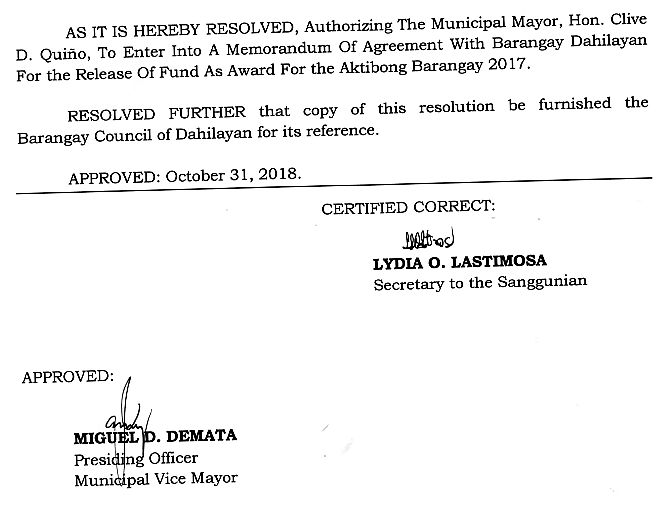 AS IT IS HEREBY RESOLVED, Authorizing The Municipal Mayor, Hon. Clive
D. Quiño, To Enter Into A Memorandum Of Agreement With Barangay Dahilayan
For the Release Of Fund As Award For the Aktibong Barangay 2017.
RESOLVED FURTHER that copy of this resolution be furnished the
Barangay Council of Dahilayan for its reference.
APPROVED: October 31, 2018.
CERTIFIED CORRECT:
LYDIA O. LASTIMOSA
Secretary to the Sanggunian
APPROVED:
MIGUEL D. DEMATA
Presiding Officer
Municipal Vice Mayor